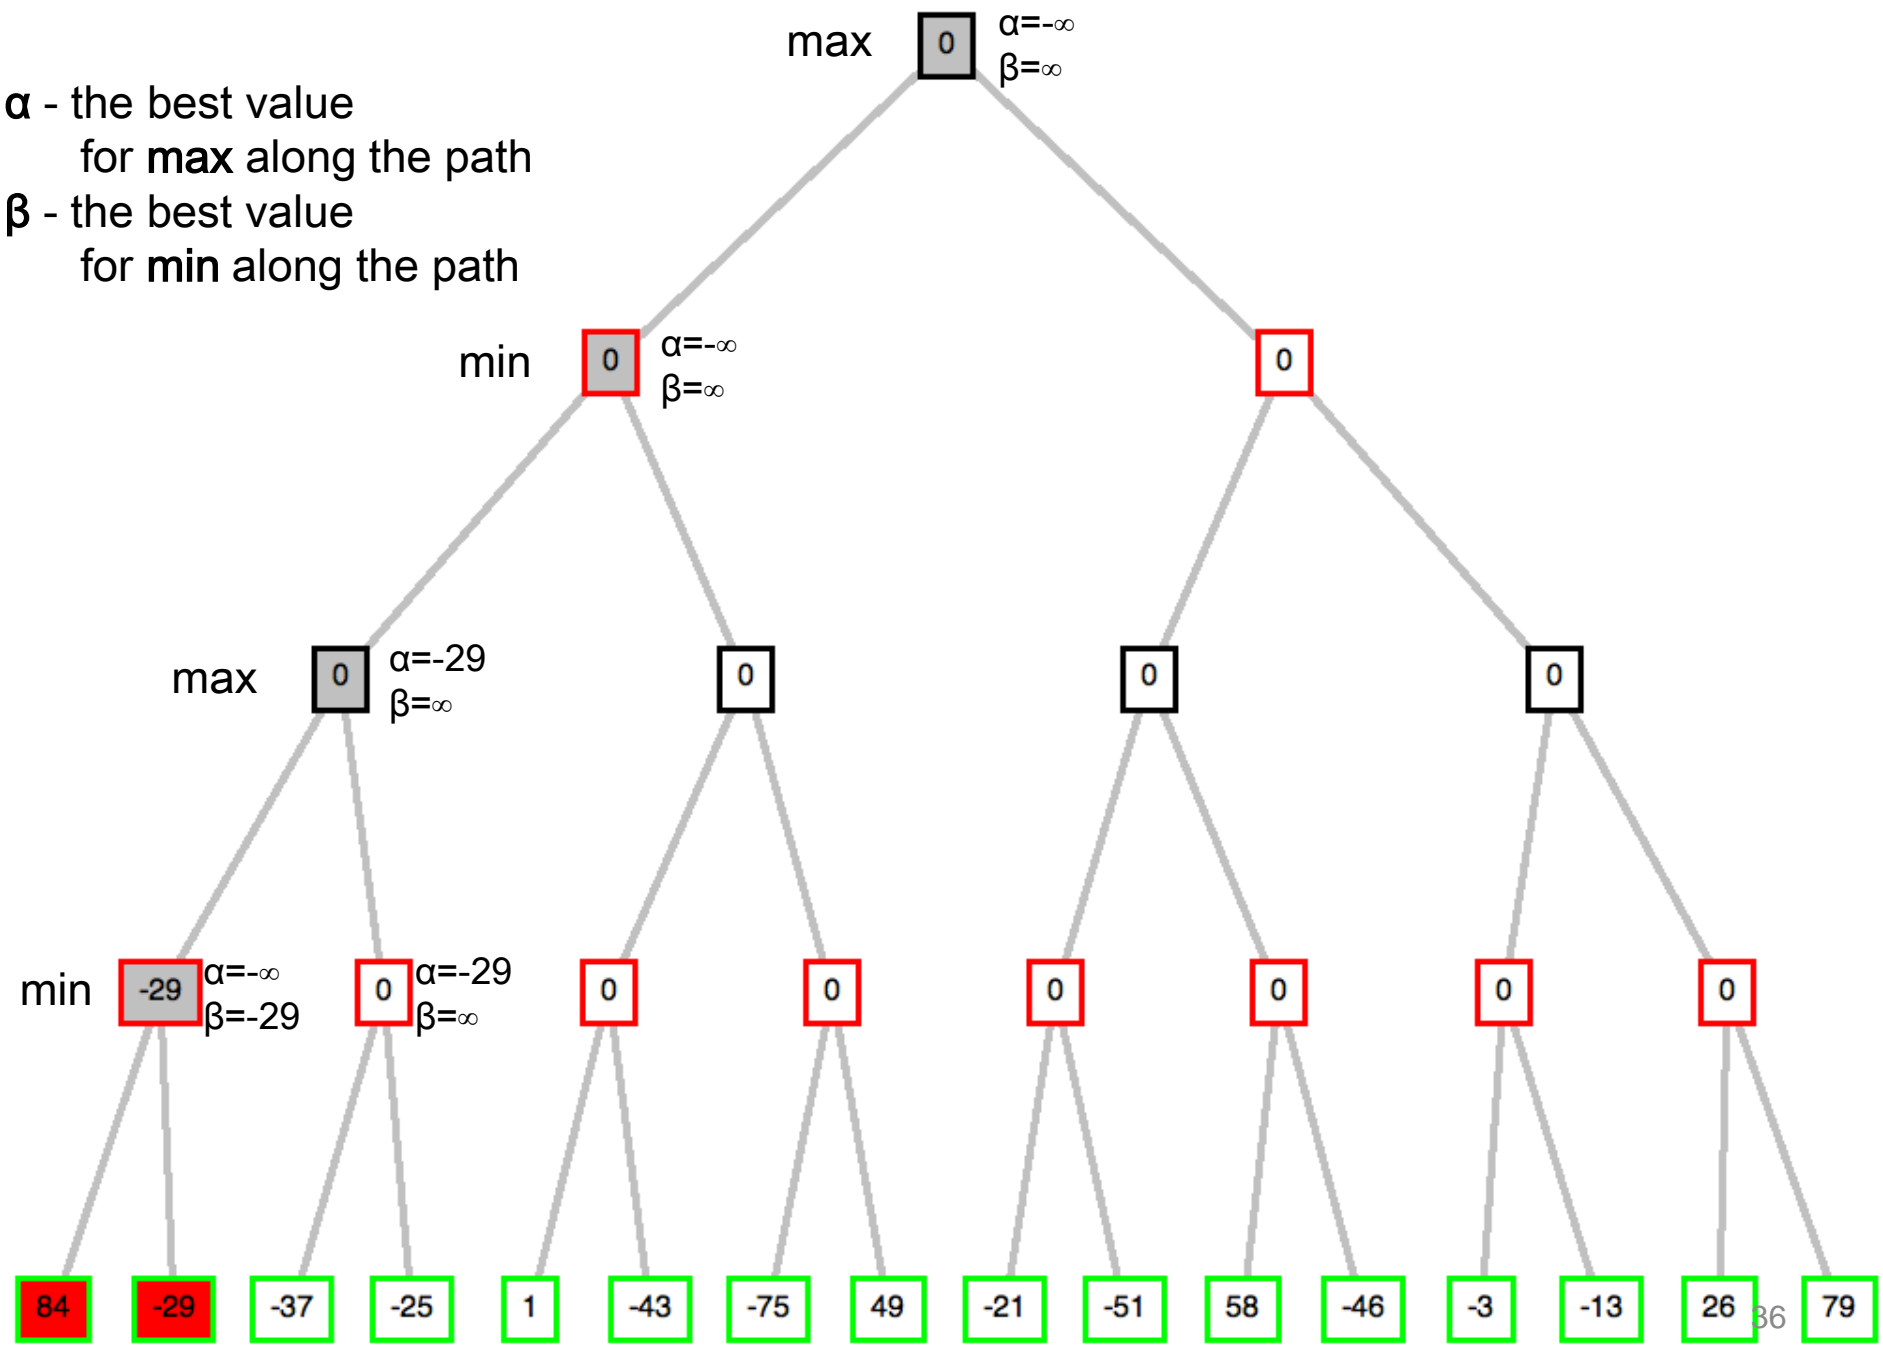 max
0
α=-∞
β=∞
α - the best value
for max along the path
β - the best value
for min along the path
min
0
α=-∞
β=∞
0
max
0
α=-29
β=∞
0
0
0
min
-29
α=-∞
β=-29
0
α=-29
β=∞
0
0
0
0
0
0
84
-29
-37
-25
1
-43
-75
49
-21
-51
58
-46
-3
-13
26
36
79